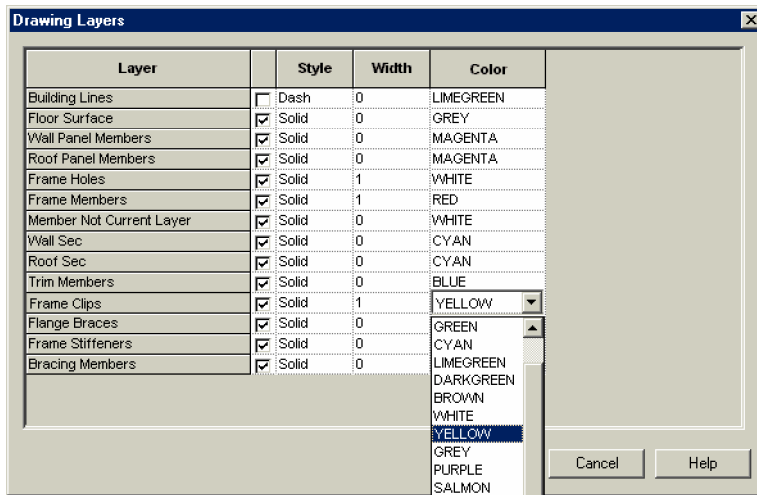 Drawing Layers
Layer Style Width Color
Building Lines Dash 0 LIMEGREEN
Floor Surface Solid 0 GREY
Wall Panel Members Solid 0 MAGENTA
Roof Panel Members Solid 0 MAGENTA
Frame Holes Solid 1 WHITE
Frame Members Solid 1 RED
Member Not Current Layer Solid 0 WHITE
Wall Sec Solid 0 CYAN
Roof Sec Solid 0 CYAN
Trim Members Solid 0 BLUE
Frame Clips Solid 1 YELLOW
Flange Braces Solid 0
Frame Stiffeners Solid 0
Bracing Members Solid 0
GREEN
CYAN
LIMEGREEN
DARKGREEN
BROWN
WHITE
YELLOW
GREY
PURPLE
SALMON
Cancel Help